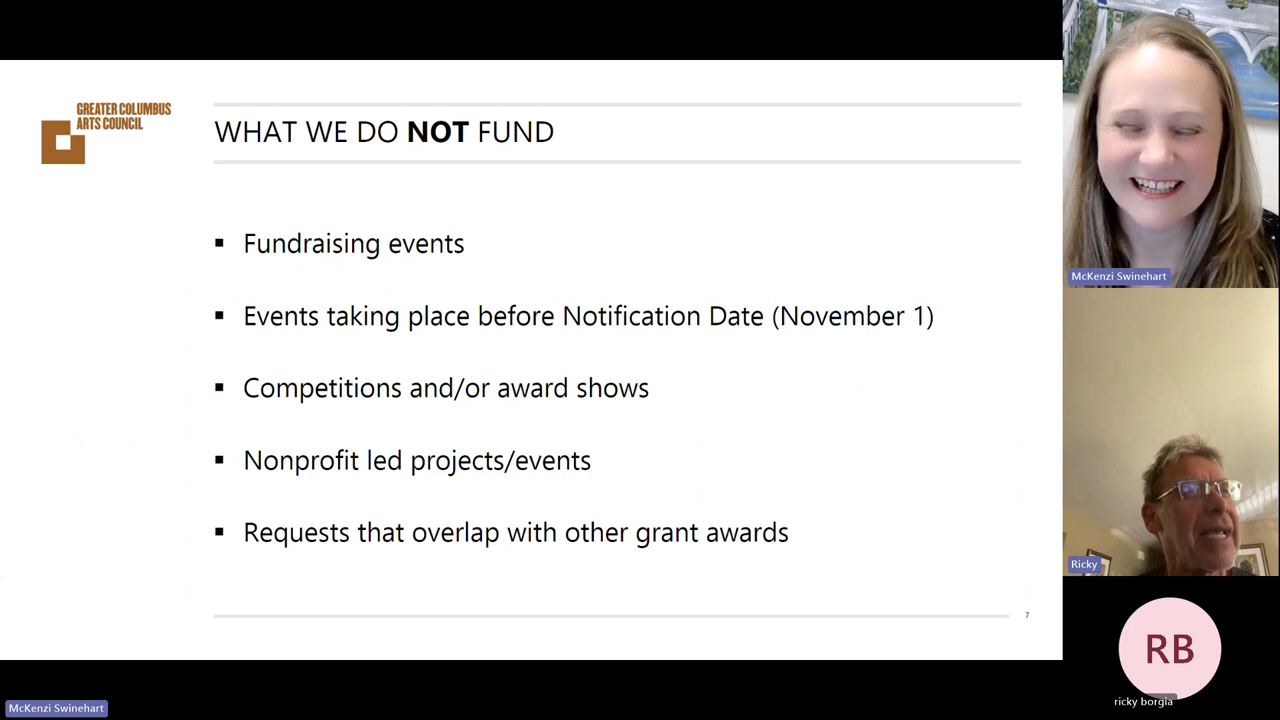 GREATER COLUMBUS
ARTS COUNCIL
WHAT WE DO NOT FUND
Fundraising events
Events taking place before Notification Date (November 1)
Competitions and/or award shows
Nonprofit led projects/events
Requests that overlap with other grant awards
7
McKenzi Swinehart
Ricky
RB
ricky borgia
McKenzi Swinehart